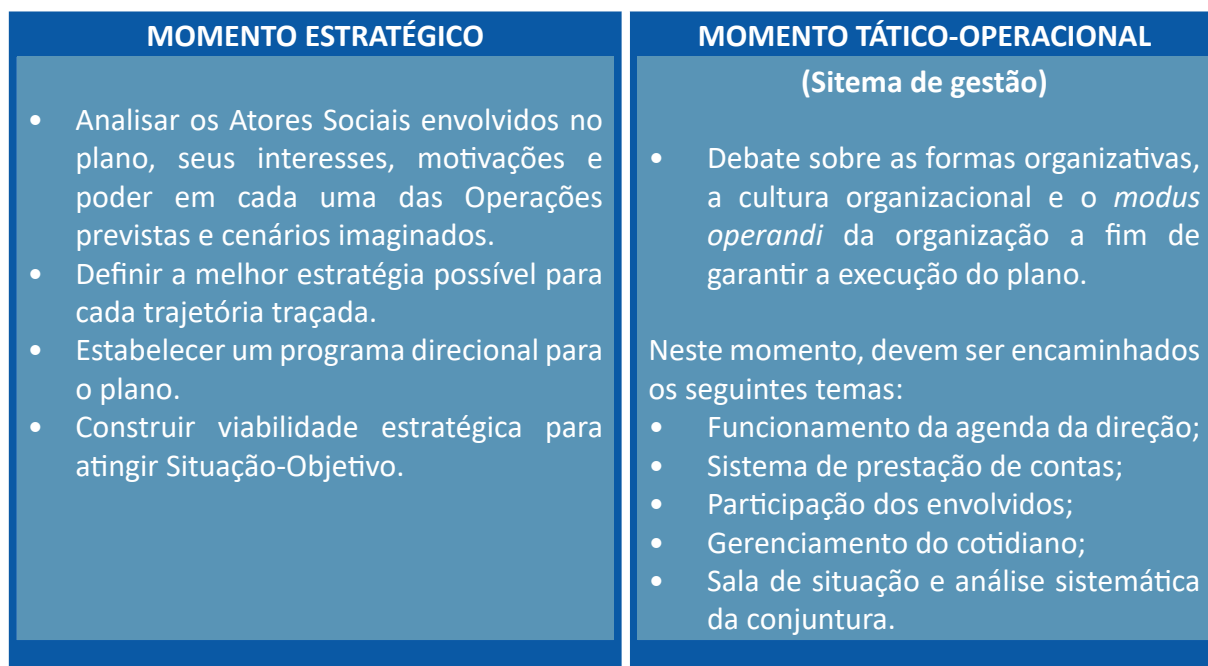 MOMENTO ESTRATÉGICO
• Analisar os Atores Sociais envolvidos no
plano, seus interesses, motivações e
poder em cada uma das Operações
previstas e cenários imaginados.
• Definir a melhor estratégia possível para
cada trajetória traçada.
• Estabelecer um programa direcional para
o plano.
• Construir viabilidade estratégica para
atingir Situação-Objetivo.
MOMENTO TÁTICO-OPERACIONAL
(Sitema de gestão)
• Debate sobre as formas organizativas,
a cultura organizacional e o modus
operandi da organização a fim de
garantir a execução do plano.
Neste momento, devem ser encaminhados
os seguintes temas:
• Funcionamento da agenda da direção;
• Sistema de prestação de contas;
• Participação dos envolvidos;
• Gerenciamento do cotidiano;
• Sala de situação e análise sistemática
da conjuntura.